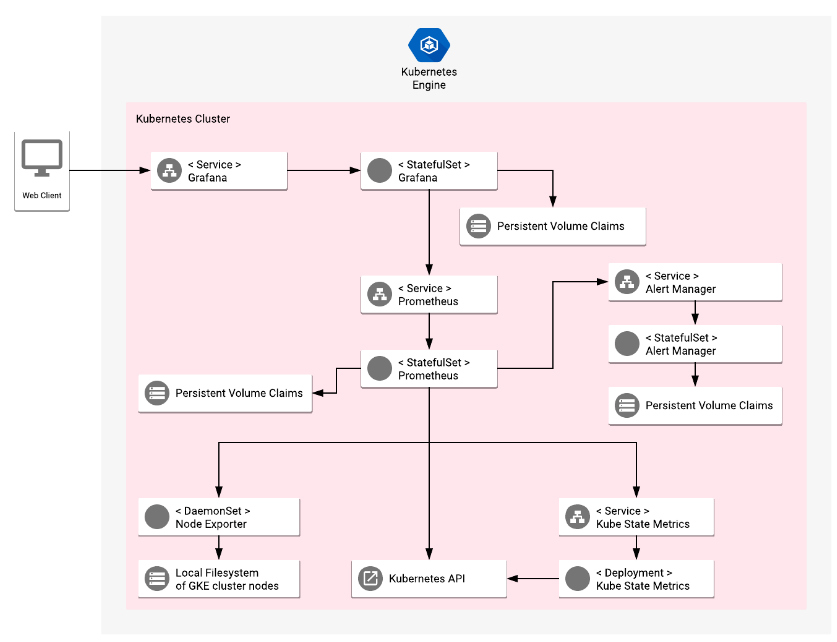 Kubernetes
Engine
Kubernetes Cluster
Web Client
< Service >
Grafana
< StatefulSet >
Grafana
Persistent Volume Claims
< Service >
Prometheus
< Service >
Alert Manager
< StatefulSet >
Alert Manager
< StatefulSet >
Prometheus
Persistent Volume Claims
Persistent Volume Claims
< DaemonSet >
Node Exporter
< Service >
Kube State Metrics
Local Filesystem
of GKE cluster nodes
Kubernetes API
< Deployment >
Kube State Metrics